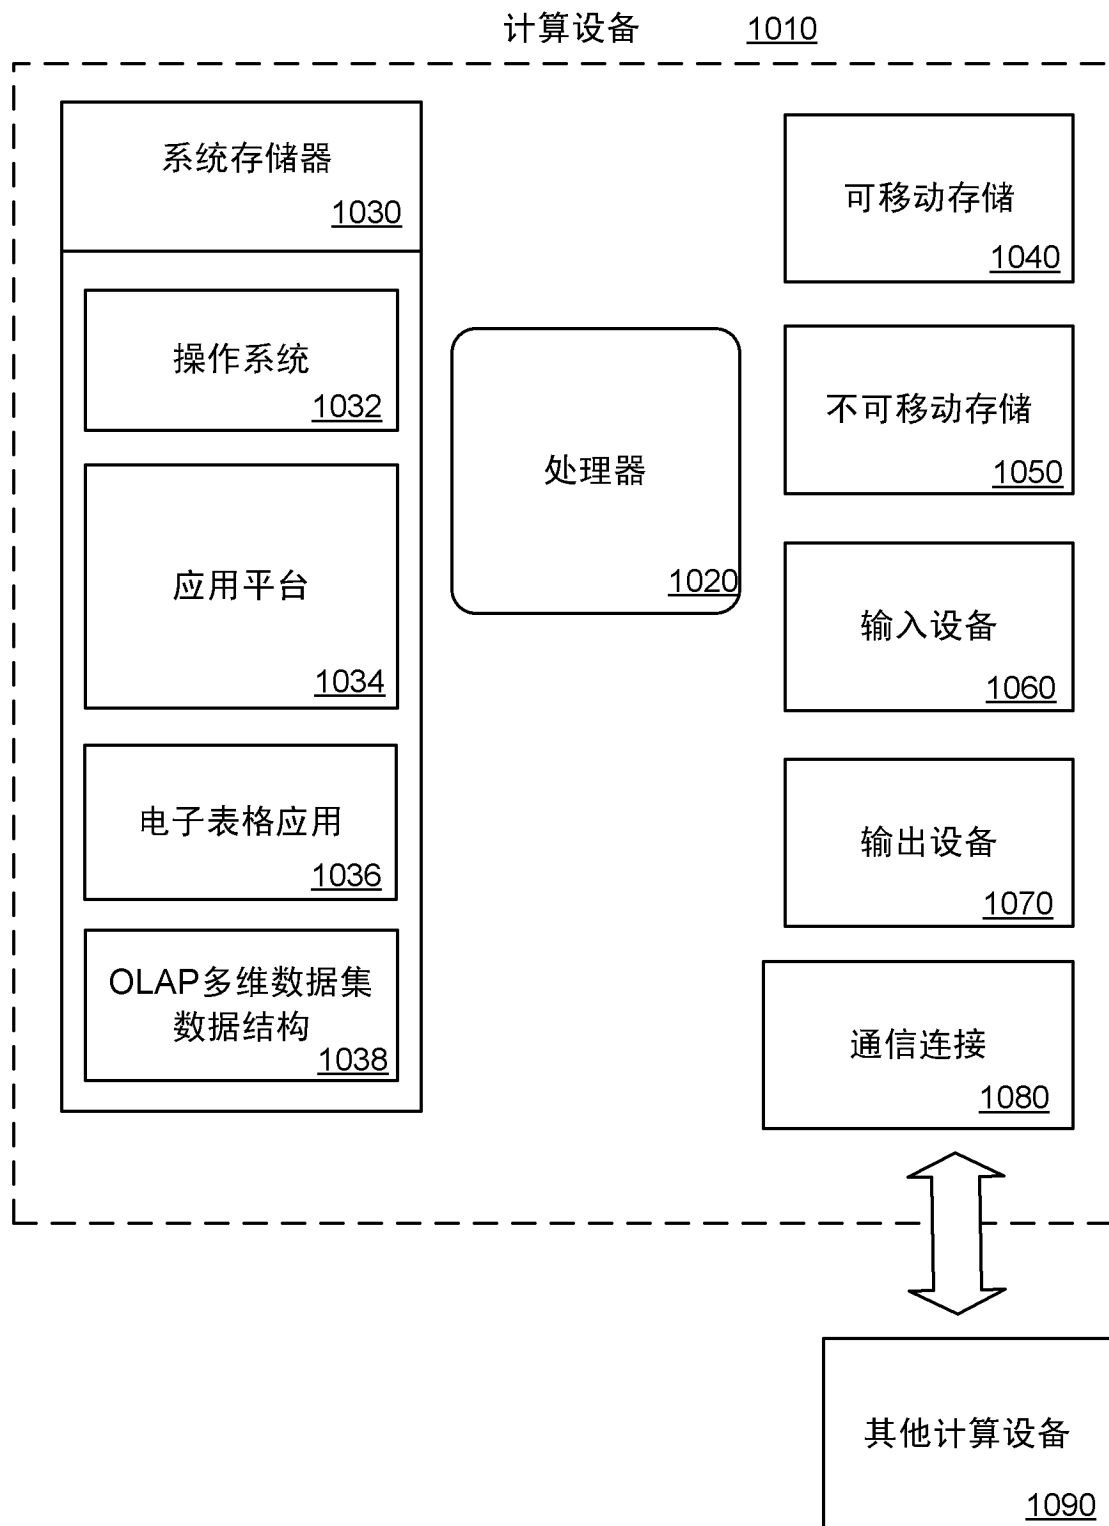 计算设备 1010
系统存储器
1030
操作系统
1032
应用平台
1034
电子表格应用
1036
OLAP多维数据集
数据结构
1038
处理器
1020
可移动存储
1040
不可移动存储
1050
输入设备
1060
输出设备
1070
通信连接
1080
其他计算设备
1090